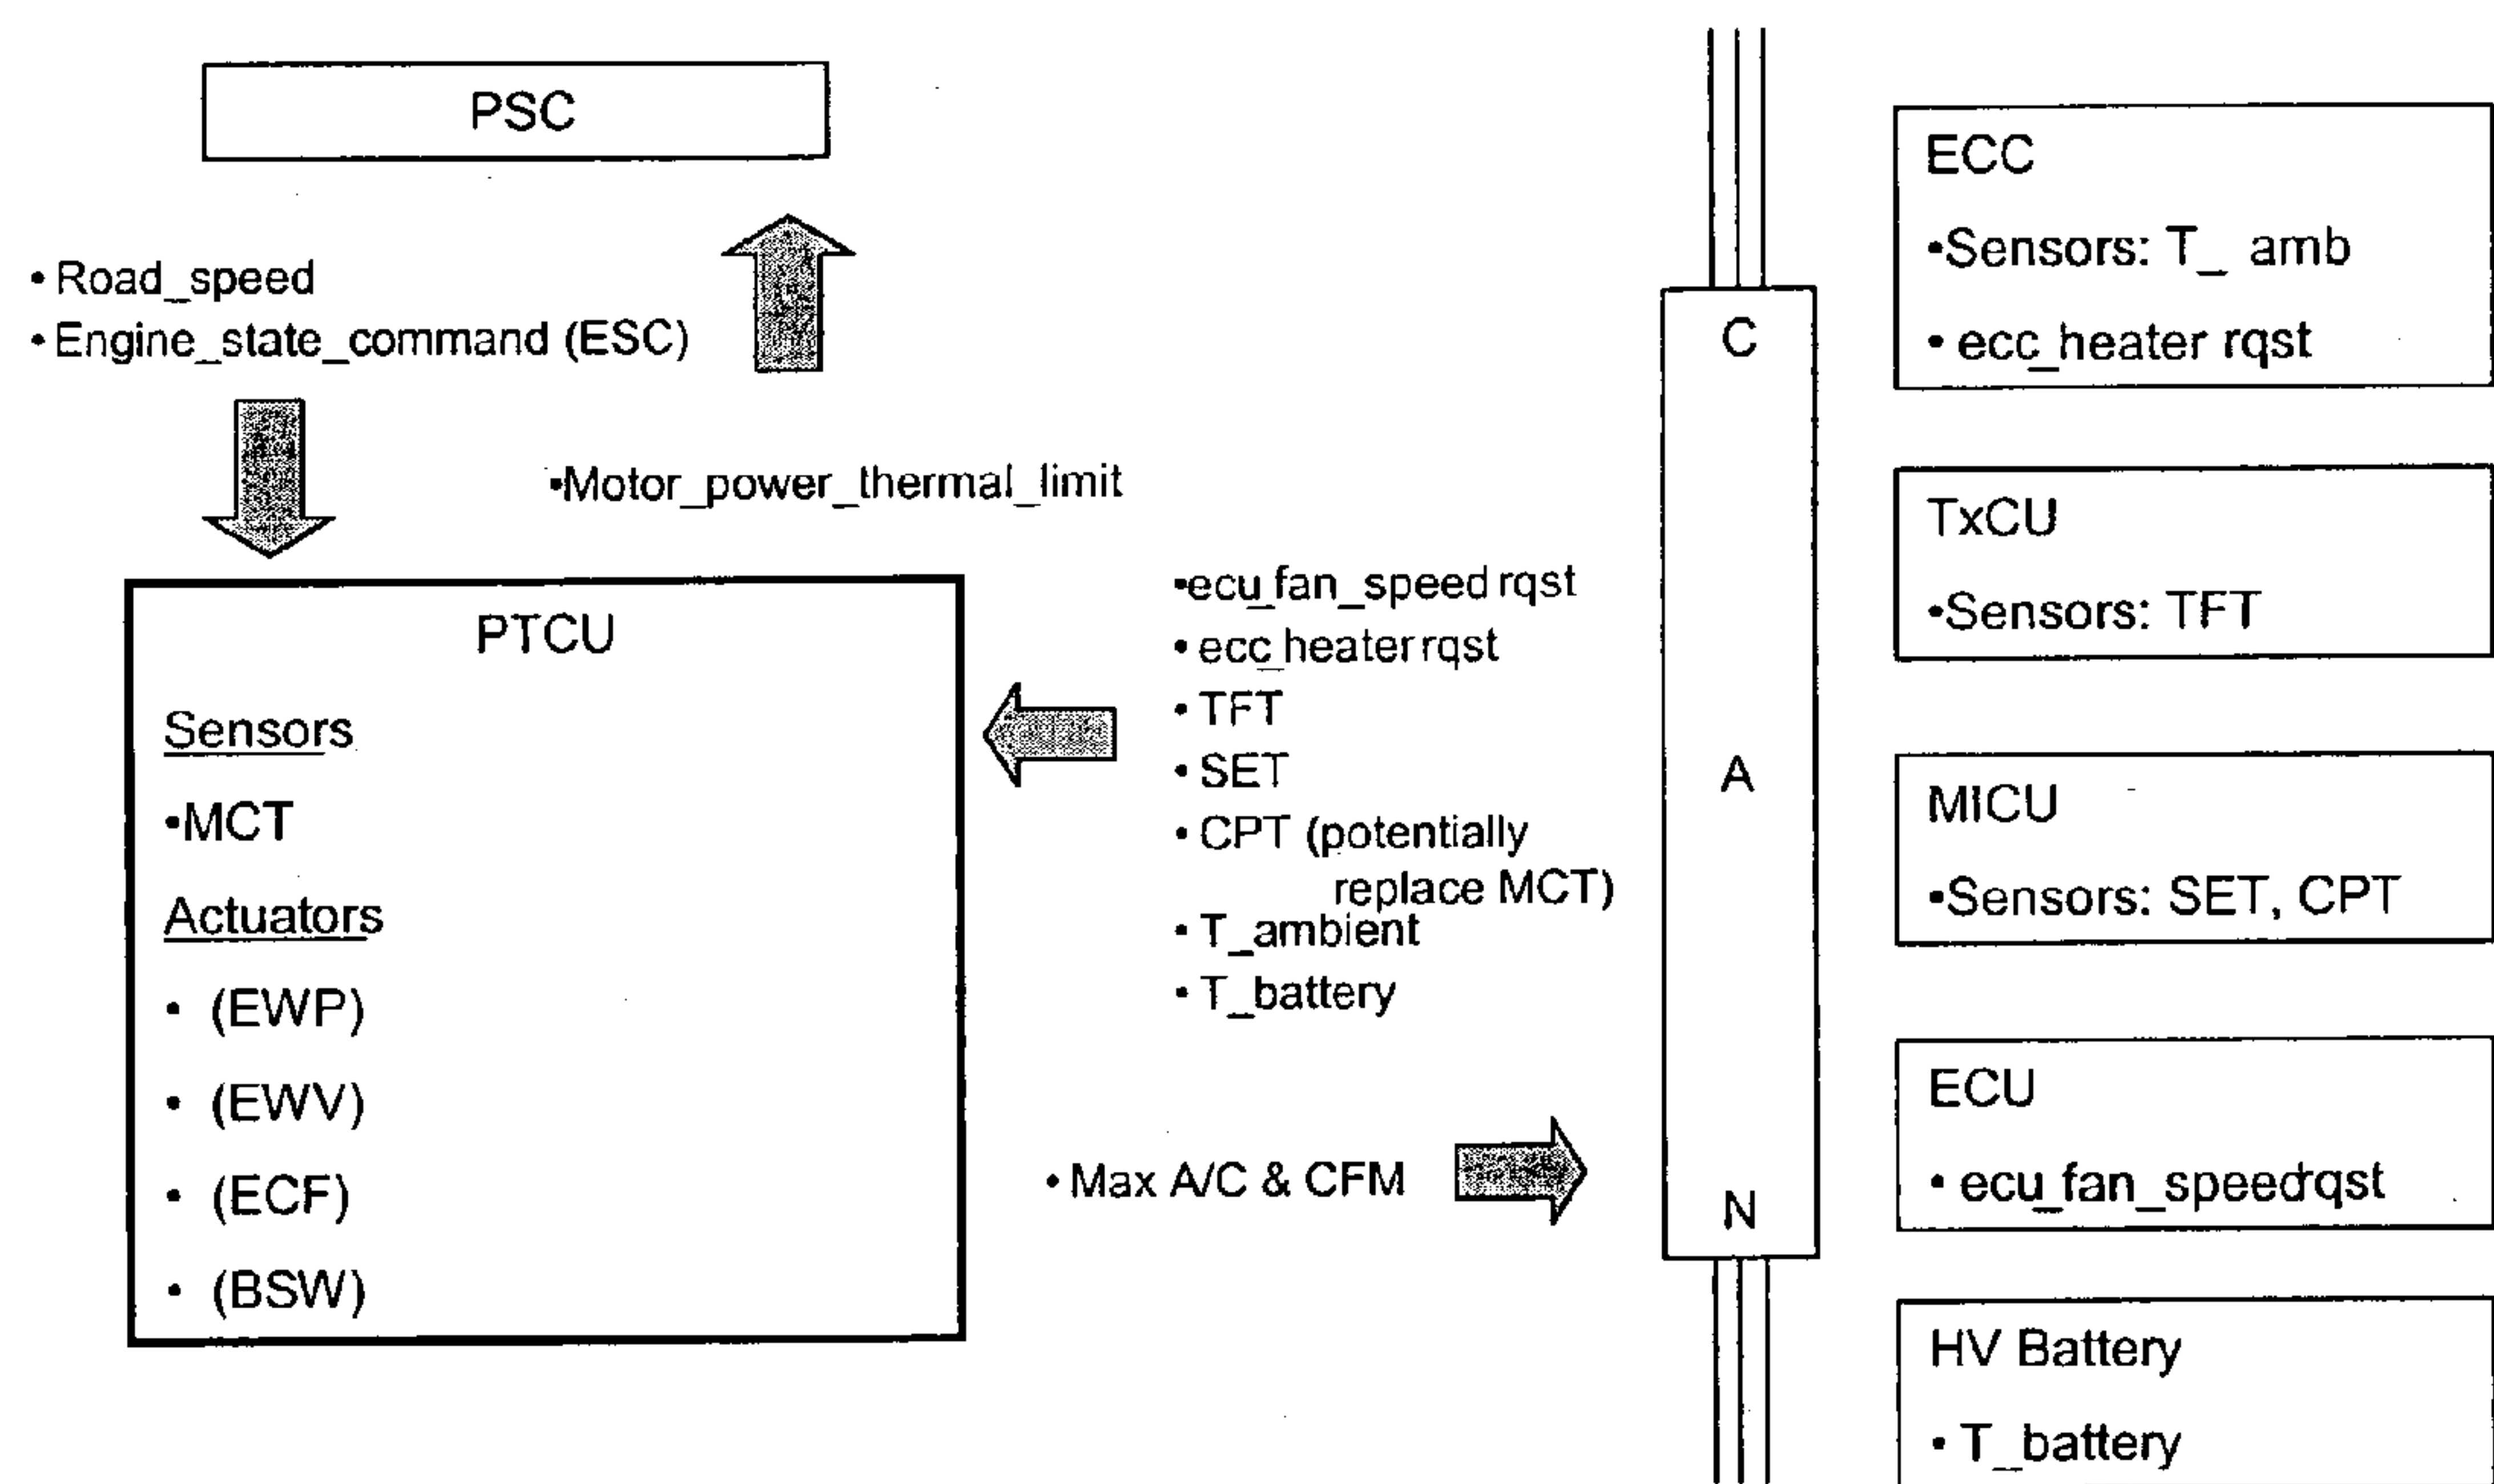 PSC
• Road_speed
• Engine_state_command (ESC)
•Motor_power_thermal_limit
PTCU
Sensors
•MCT
Actuators
• (EWP)
• (EWV)
• (ECF)
• (BSW)
•ecu_fan_speed rqst
• ecc_heater rqst
• TFT
• SET
• CPT (potentially
replace MCT)
• T_ambient
• T_battery
• Max A/C & CFM
C
A
N
ECC
•Sensors: T_ amb
• ecc_heater rqst
TxCU
•Sensors: TFT
MICU
•Sensors: SET, CPT
ECU
• ecu_fan_speedrqst
HV Battery
• T_battery